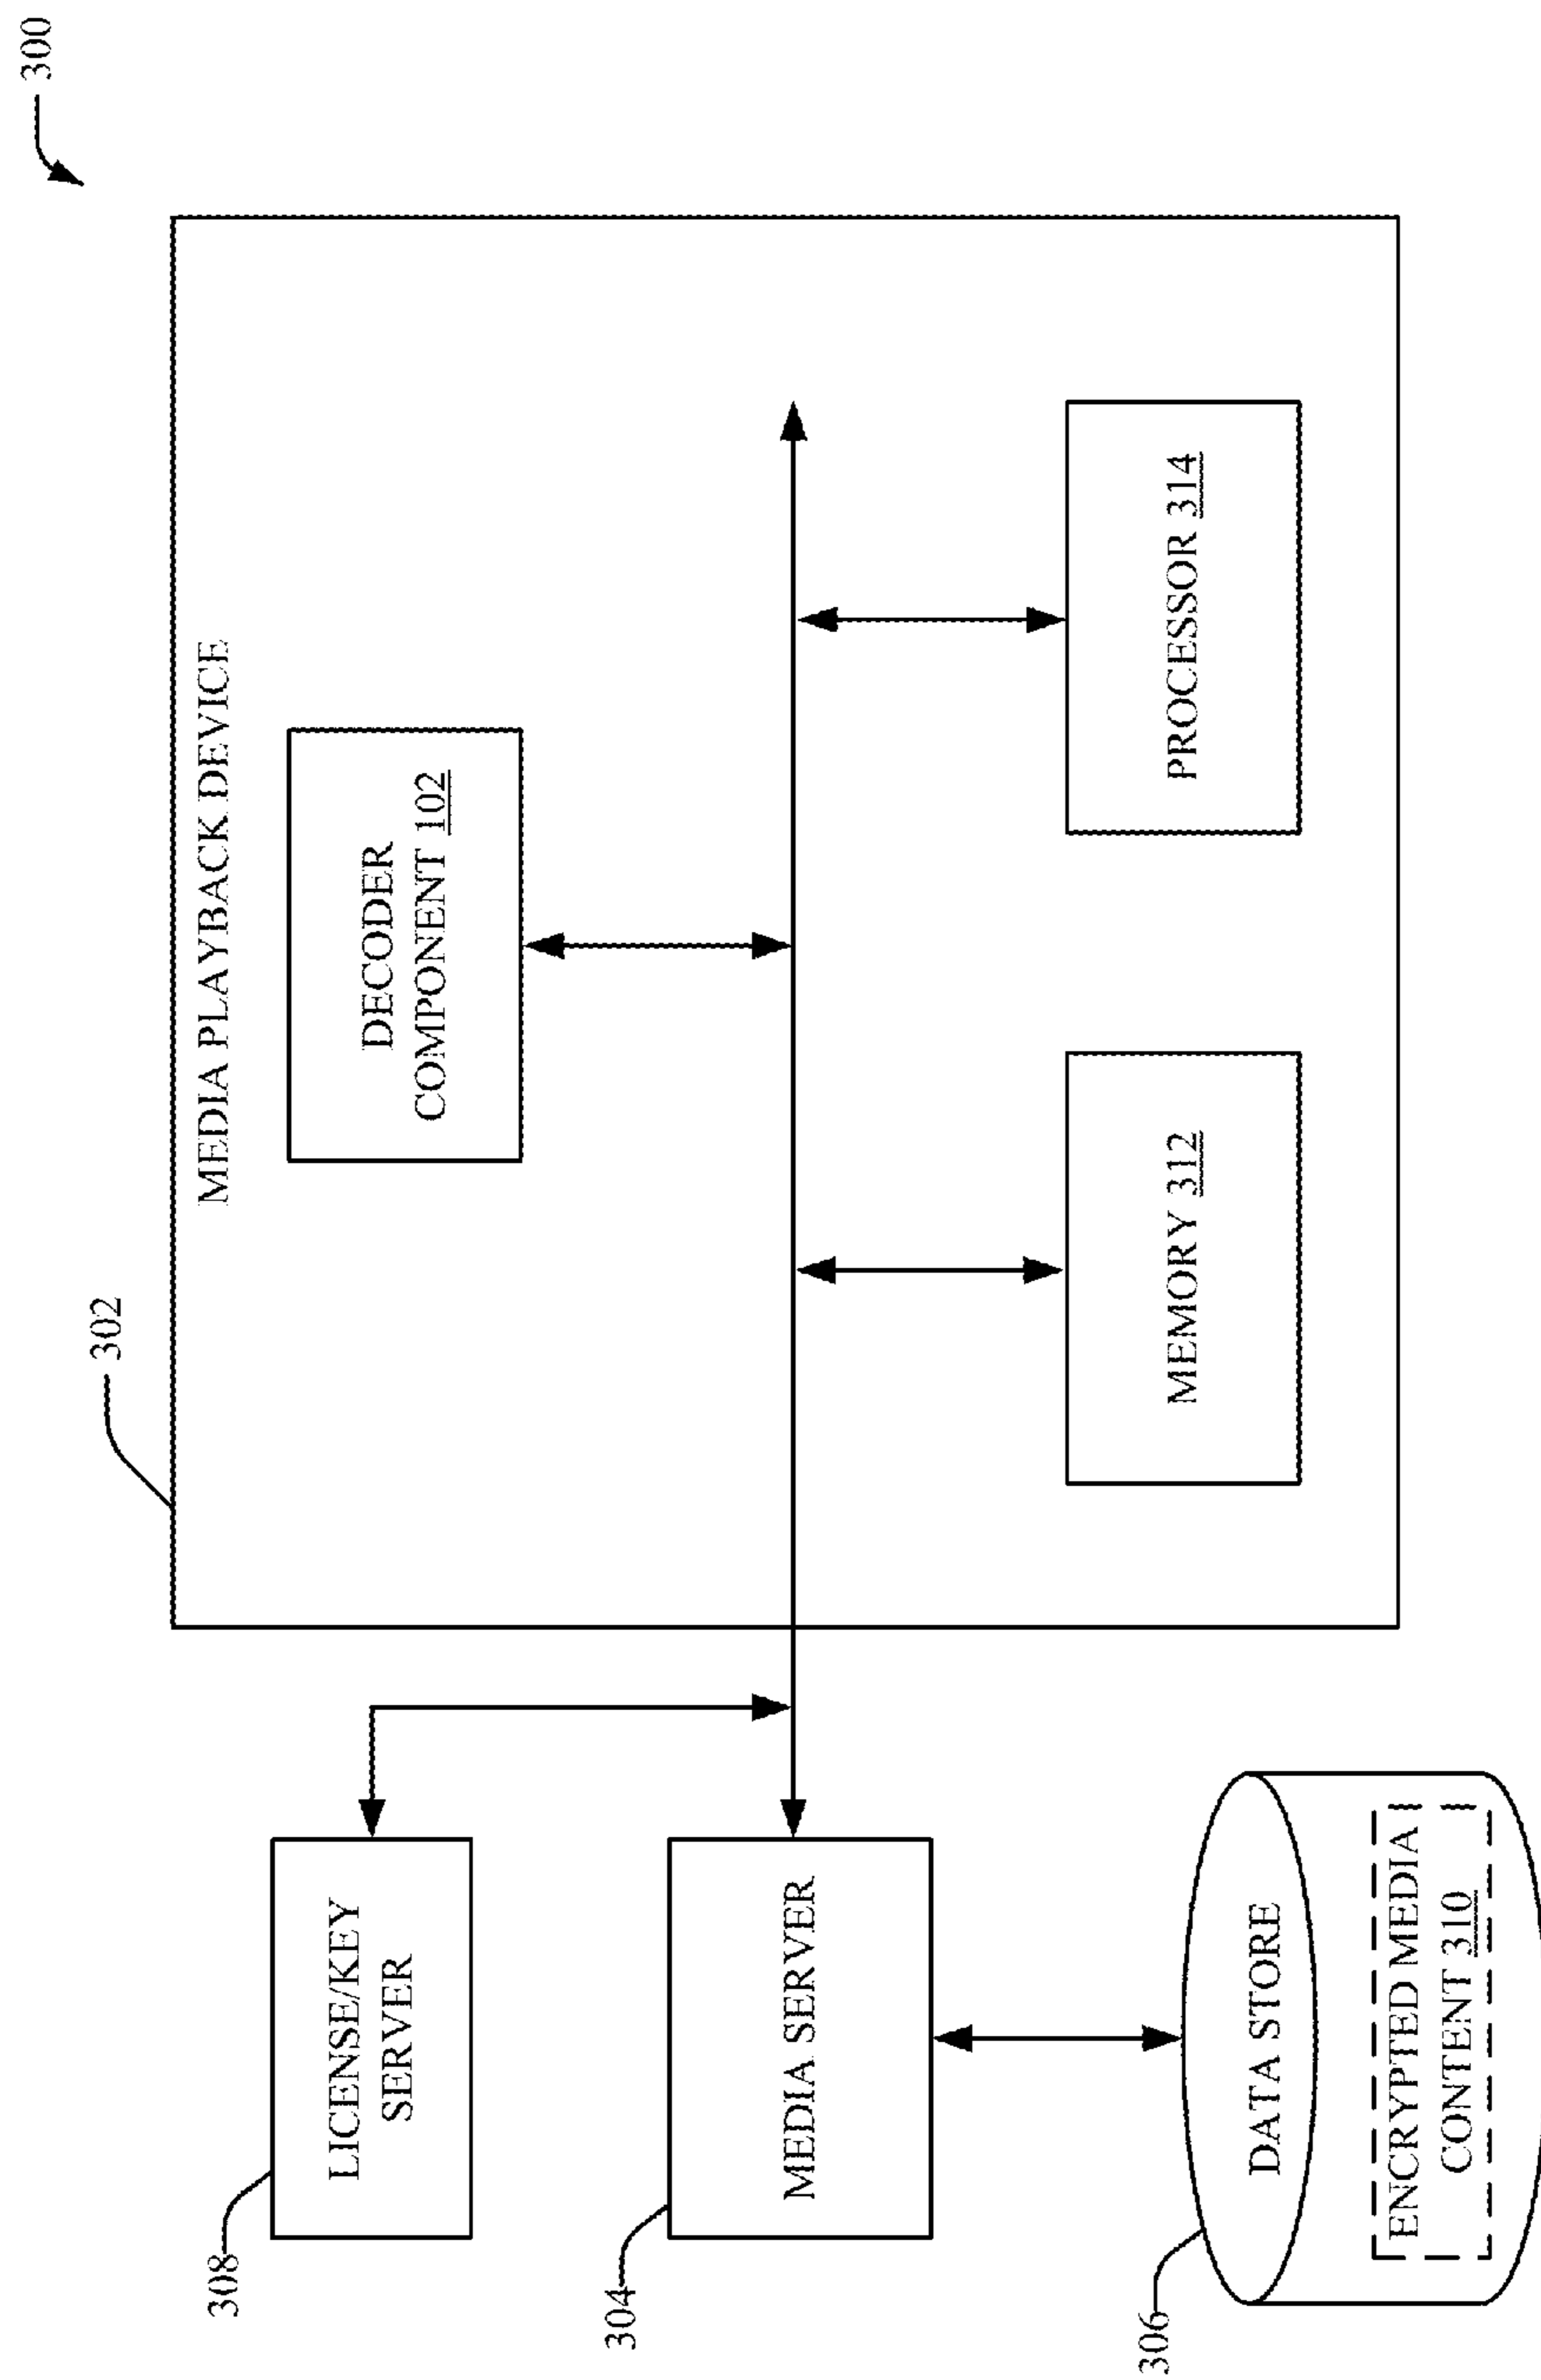 300
302
MEDIA PLAYBACK DEVICE
308
LICENSE/KEY
SERVER
DECODER
COMPONENT 102
304
MEDIA SERVER
306
DATA STORE
ENCRYPTED MEDIA
CONTENT 310
MEMORY 312
PROCESSOR 314